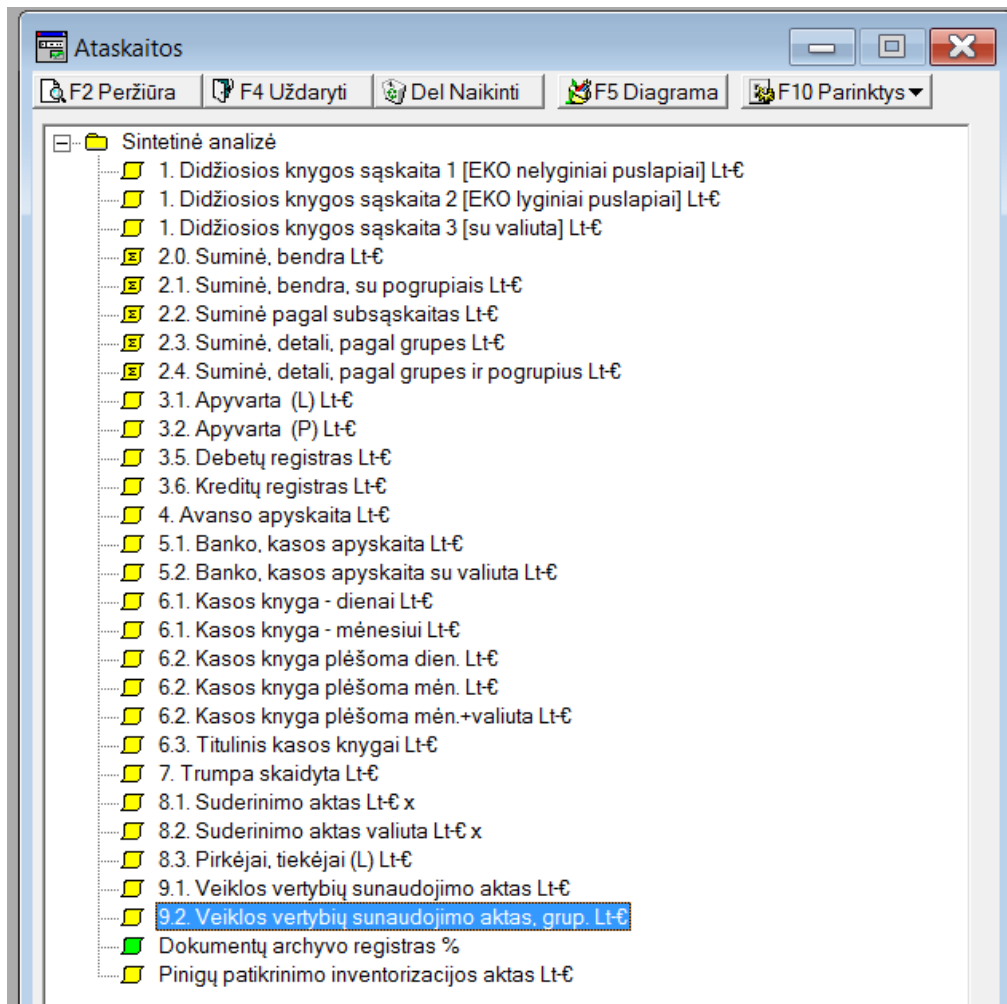 Ataskaitos
F2 Peržiūra F4 Uždaryti Del Naikinti F5 Diagrama F10 Parinktys
Sintetinė analizė
1. Didžiosios knygos sąskaita 1 [EKO nelyginiai puslapiai] Lt-€
1. Didžiosios knygos sąskaita 2 [EKO lyginiai puslapiai] Lt-€
1. Didžiosios knygos sąskaita 3 [su valiuta] Lt-€
2.0. Suminė, bendra Lt-€
2.1. Suminė, bendra, su pogrupiais Lt-€
2.2. Suminė pagal subsąskaitas Lt-€
2.3. Suminė, detali, pagal grupes Lt-€
2.4. Suminė, detali, pagal grupes ir pogrupius Lt-€
3.1. Apyvarta (L) Lt-€
3.2. Apyvarta (P) Lt-€
3.5. Debetų registras Lt-€
3.6. Kreditų registras Lt-€
4. Avanso apyskaita Lt-€
5.1. Banko, kasos apyskaita Lt-€
5.2. Banko, kasos apyskaita su valiuta Lt-€
6.1. Kasos knyga - dienai Lt-€
6.1. Kasos knyga - mėnesiui Lt-€
6.2. Kasos knyga plėšoma dien. Lt-€
6.2. Kasos knyga plėšoma mėn. Lt-€
6.2. Kasos knyga plėšoma mėn.+valiuta Lt-€
6.3. Titulinis kasos knygai Lt-€
7. Trumpa skaidyta Lt-€
8.1. Suderinimo aktas Lt-€ x
8.2. Suderinimo aktas valiuta Lt-€ x
8.3. Pirkėjai, tiekėjai (L) Lt-€
9.1. Veiklos vertybių sunaudojimo aktas Lt-€
9.2. Veiklos vertybių sunaudojimo aktas, grup. Lt-€
Dokumentų archyvo registras %
Pinigų patikrinimo inventorizacijos aktas Lt-€